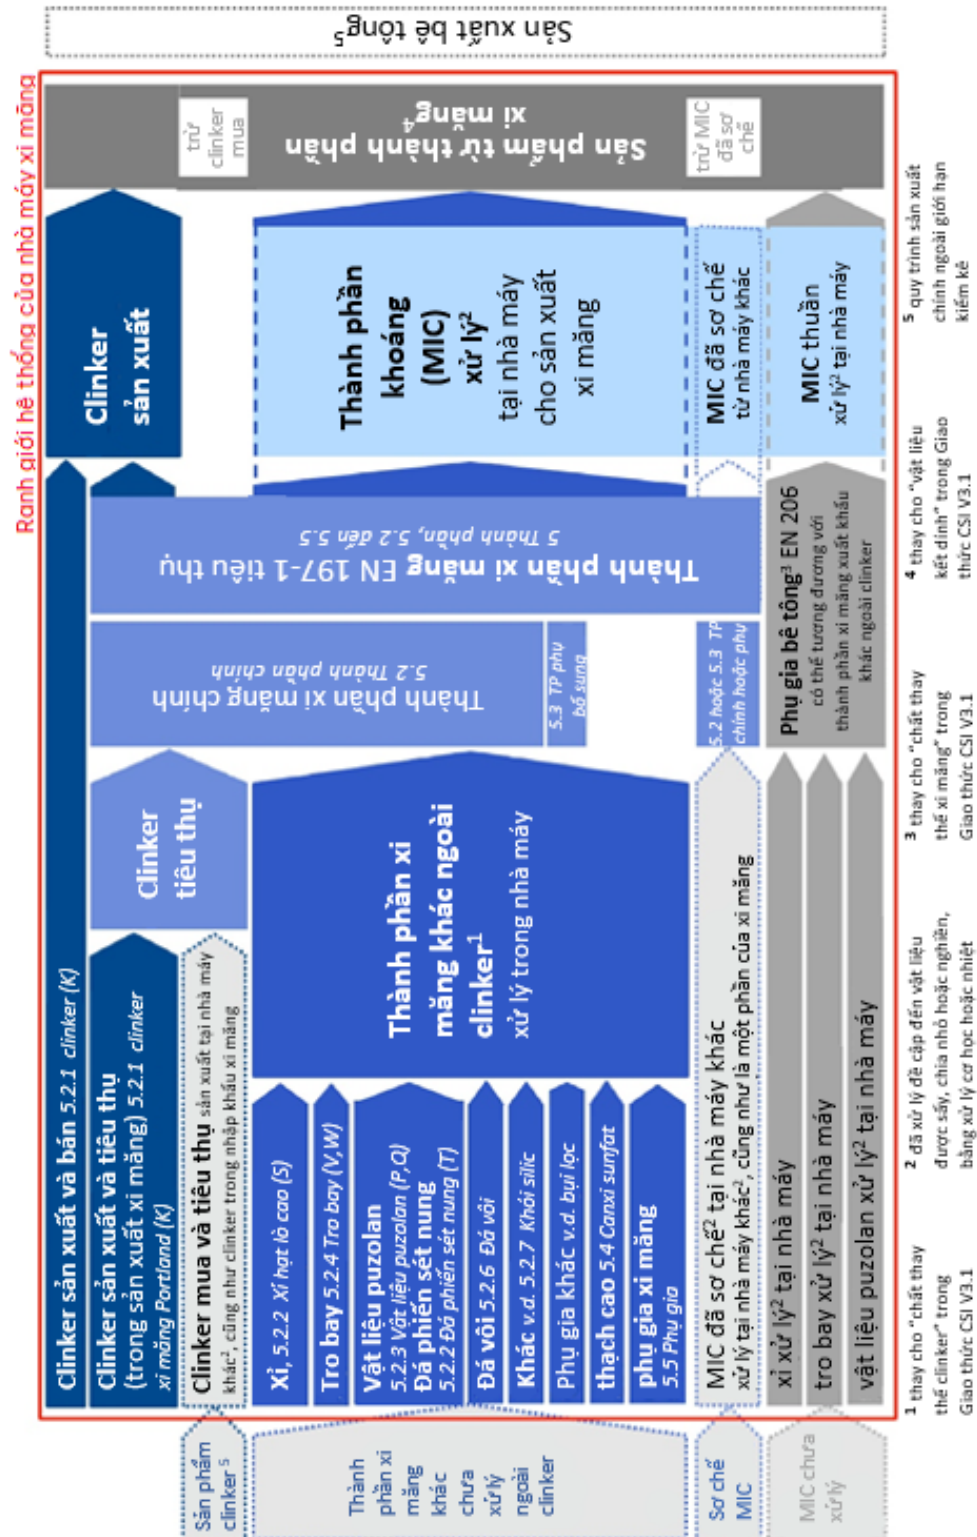 Ranh giới hệ thống của nhà máy xi măng
Sản phẩm
clinker ⁵
Thành
phần xi
măng
khác
chưa
xử lý
ngoài
clinker
Sơ chế
MIC
MIC chưa
xử lý
Clinker sản xuất và bán 5.2.1 clinker (K)
Clinker sản xuất và tiêu thụ
(trong sản xuất xi măng) 5.2.1 clinker
xi măng Portland (K)
Clinker mua và tiêu thụ sản xuất tại nhà máy
khác², cũng như clinker trong nhập khẩu xi măng
Xỉ, 5.2.2 Xỉ hạt lò cao (S)
Tro bay 5.2.4 Tro bay (V,W)
Vật liệu puzolan
5.2.3 Vật liệu puzolan (P,Q)
Đá phiến sét nung
5.2.2 Đá phiến sét nung (T)
Đá vôi 5.2.6 Đá vôi
Khác v.d. 5.2.7 Khói silic
Phụ gia khác v.d. bụi lọc
thạch cao 5.4 Canxi sunfat
phụ gia xi măng
5.5 Phụ gia
MIC đã sơ chế² tại nhà máy khác
xử lý tại nhà máy khác², cũng như là một phần của xi măng
xỉ xử lý² tại nhà máy
tro bay xử lý² tại nhà máy
vật liệu puzolan xử lý² tại nhà máy
Clinker
tiêu thụ
Thành phần xi
măng khác ngoài
clinker¹
xử lý trong nhà máy
Thành phần xi măng chính
5.2 Thành phần chính
5.3 TP phụ
bổ sung
5.2 hoặc 5.3 TP
chính hoặc phụ
Thành phần xi măng EN 197-1 tiêu thụ
5 Thành phần, 5.2 đến 5.5
Phụ gia bê tông³ EN 206
có thể tương đương với
thành phần xi măng xuất khẩu
khác ngoài clinker
Clinker
sản xuất
Thành phần
khoáng
(MIC)
xử lý²
tại nhà máy
cho sản xuất
xi măng
MIC đã sơ chế
từ nhà máy khác
MIC thuần
xử lý² tại nhà máy
trừ
clinker
mua
Sản phẩm từ thành phần
xi măng⁴
trừ MIC
đã sơ
chế
Sản xuất bê tông⁵
¹ thay cho "chất thay
thế clinker" trong
Giao thức CSI V3.1
² đã xử lý đề cập đến vật liệu
được sấy, chia nhỏ hoặc nghiền,
bằng xử lý cơ học hoặc nhiệt
³ thay cho "chất thay
thế xi măng" trong
Giao thức CSI V3.1
⁴ thay cho "vật liệu
kết dính" trong Giao
thức CSI V3.1
⁵ quy trình sản xuất
chính ngoài giới hạn
kiểm kê